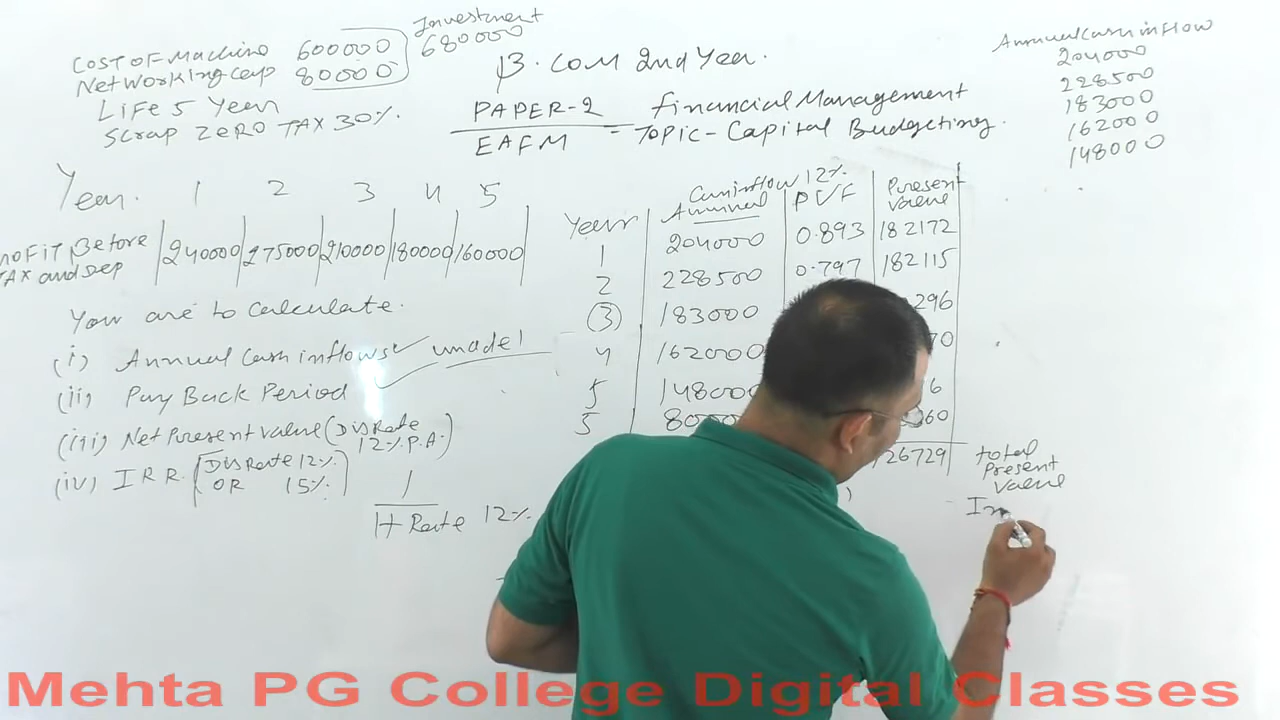 Investment
680000
Cost of Machine 600000
Net Working Cap 80000
Life 5 Year
Scrap Zero TAX 30%.
B.COM 2nd Year.
PAPER-2 Financial Management
EAFM - Topic-Capital Budgeting.
Annual Cash inflow
204000
228500
183000
162000
148000
Year. 1 2 3 4 5
Profit Before
TAX and Dep
240000 275000 210000 180000 160000
You are to Calculate.
(i) Annual Cash inflows
(ii) Pay Back Period
(iii) Net Present Value (Dis Rate
12%. P.A.)
(iv) IRR. [Dis Rate 12%.
OR 15%.]
1
1+ Rate 12%.
Years Annual Cash inflow 12%. P.V.F Present Value
1 204000 0.893 182172
2 228500 0.797 182115
3 183000 296
4 162000 70
5 148000 6
5 60
26729 total
Present
Value
In
Mehta PG College Digital Classes